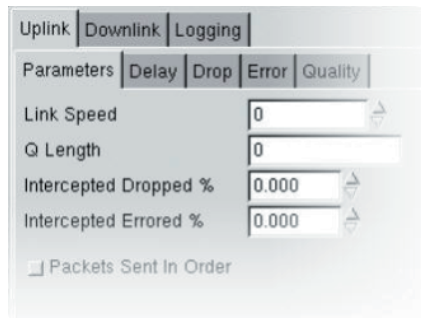 Uplink Downlink Logging
Parameters Delay Drop Error Quality
Link Speed 0
Q Length 0
Intercepted Dropped % 0.000
Intercepted Errored % 0.000
Packets Sent In Order